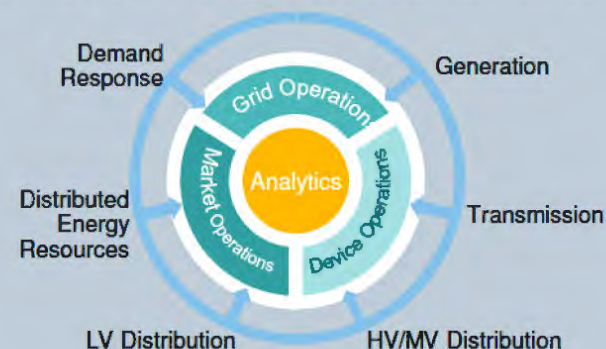 Demand
Response
Generation
Grid Operation
Analytics
Market Operations
Device Operations
Distributed
Energy
Resources
Transmission
LV Distribution
HV/MV Distribution